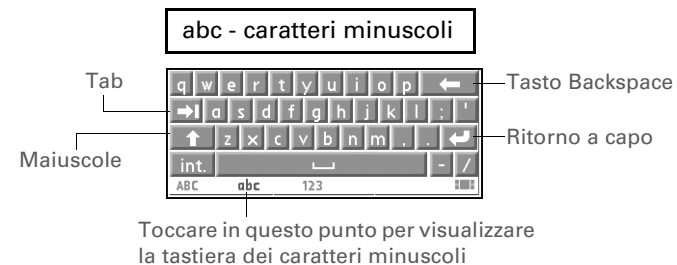 abc - caratteri minuscoli
Tab
Maiuscole
q w e r t y u i o p
a s d f g h j k l ; '
z x c v b n m , .
int. - /
ABC abc 123
Tasto Backspace
Ritorno a capo
Toccare in questo punto per visualizzare
la tastiera dei caratteri minuscoli